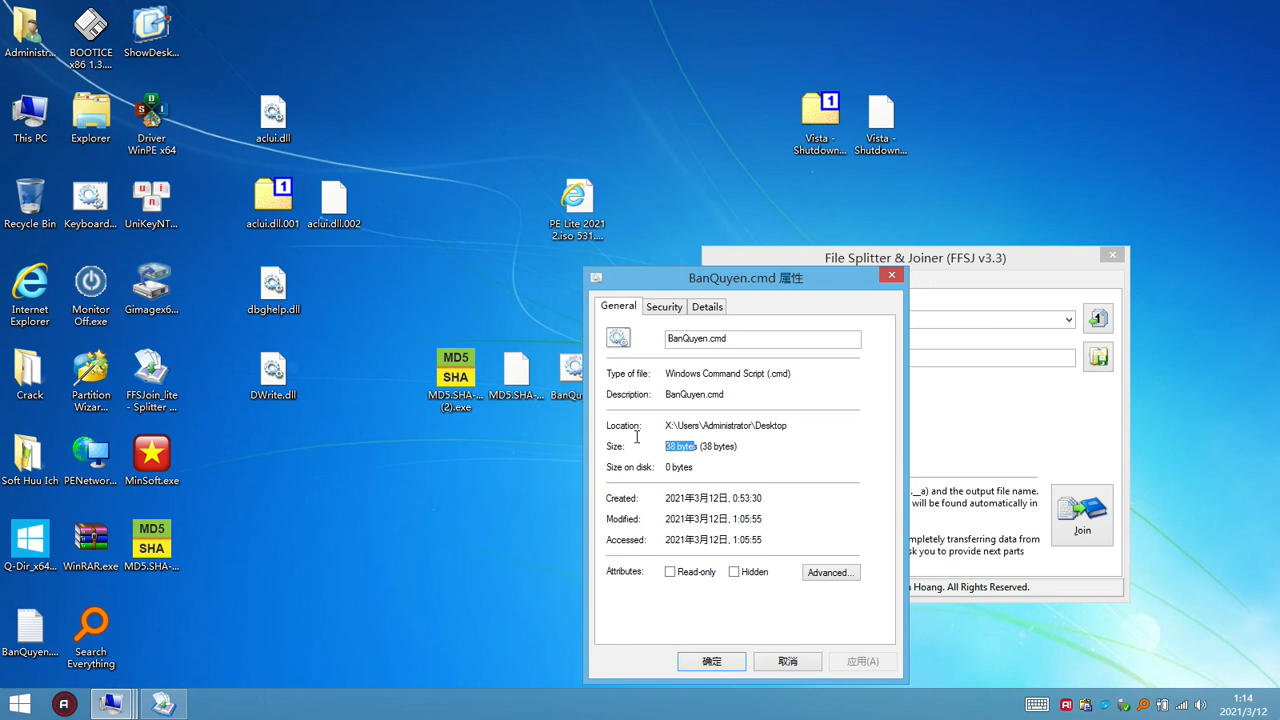 Administr...
BOOTICE
x86 1.3....
ShowDesk...
This PC
Explorer
Driver
WinPE x64
aclui.dll
Vista -
Shutdown...
Vista -
Shutdown...
Recycle Bin
Keyboard...
UniKeyNT...
aclui.dll.001
aclui.dll.002
PE Lite 2021
2.iso 531....
Internet
Explorer
Monitor
Off.exe
Gimagex6...
dbghelp.dll
Crack
Partition
Wizar...
FFSJoin_lite
- Splitter ...
DWrite.dll
MD5
SHA
MD5.SHA-...
(2).exe
MD5.SHA-...
BanQu
Soft Huu Ich
PENetwor...
MinSoft.exe
Q-Dir_x64...
WinRAR.exe
MD5
SHA
MD5.SHA-...
BanQuyen....
Search
Everything
File Splitter & Joiner (FFSJ v3.3)
.__a) and the output file name.
will be found automatically in
mpletely transferring data from
sk you to provide next parts
Join
Hoang. All Rights Reserved.
BanQuyen.cmd 属性
General
Security
Details
BanQuyen.cmd
Type of file: Windows Command Script (.cmd)
Description: BanQuyen.cmd
Location: X:\Users\Administrator\Desktop
Size: 38 bytes (38 bytes)
Size on disk: 0 bytes
Created: 2021年3月12日, 0:53:30
Modified: 2021年3月12日, 1:05:55
Accessed: 2021年3月12日, 1:05:55
Attributes: Read-only Hidden Advanced...
确定
取消
应用(A)
1:14
2021/3/12